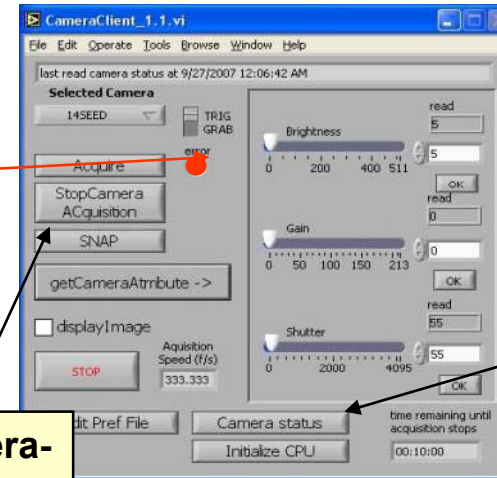 CameraClient_1.1.vi
File Edit Operate Tools Browse Window Help
last read camera status at 9/27/2007 12:06:42 AM
Selected Camera
14SEED
TRIG
GRAB
error
Acquire
StopCamera
ACquisition
SNAP
getCameraAtrribute ->
displayImage
STOP
Aquisition
Speed (f/s)
333.333
Brightness
0 200 400 511
read
5
5
OK
Gain
0 50 100 150 213
read
0
0
OK
Shutter
0 2000 4095
read
55
55
OK
dit Pref File
Camera status
Initialize CPU
time remaining until
acquisition stops
00:10:00
era-